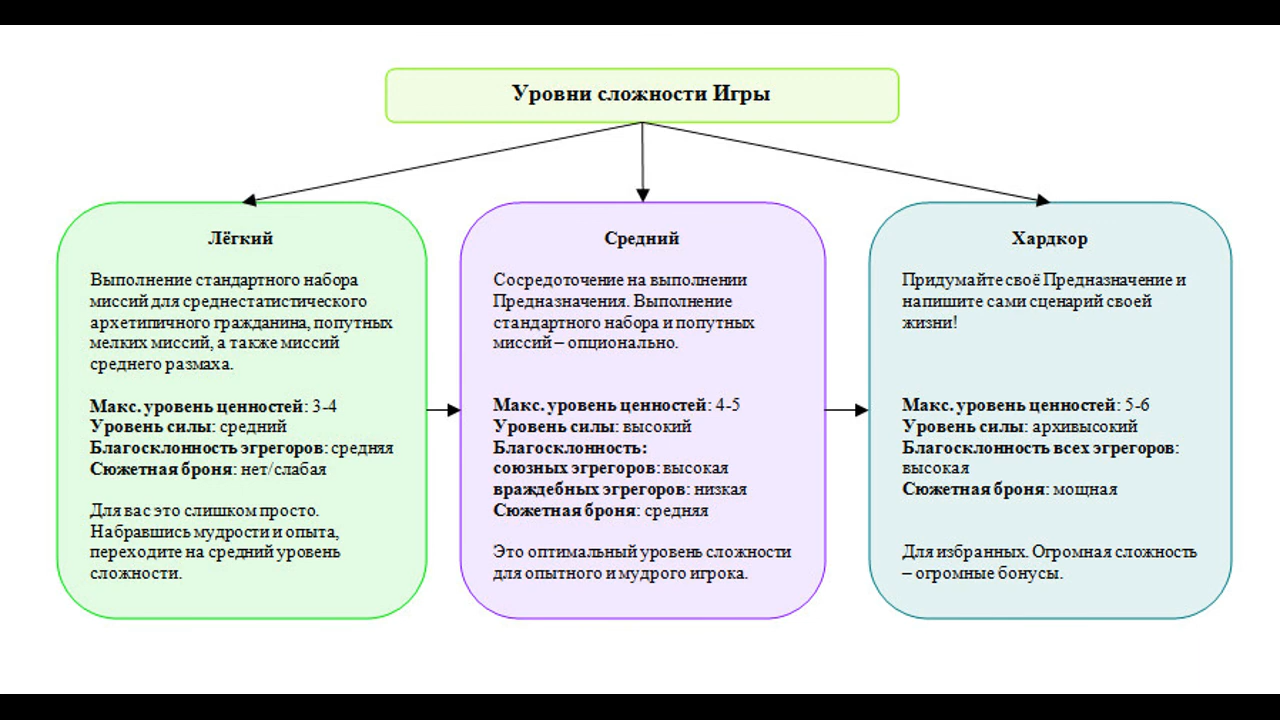 Уровни сложности Игры
Лёгкий
Выполнение стандартного набора
миссий для среднестатистического
архетипичного гражданина, попутных
мелких миссий, а также миссий
среднего размаха.
Макс. уровень ценностей: 3-4
Уровень силы: средний
Благосклонность эгрегоров: средняя
Сюжетная броня: нет/слабая
Для вас это слишком просто.
Набравшись мудрости и опыта,
переходите на средний уровень
сложности.
Средний
Сосредоточение на выполнении
Предназначения. Выполнение
стандартного набора и попутных
миссий – опционально.
Макс. уровень ценностей: 4-5
Уровень силы: высокий
Благосклонность:
союзных эгрегоров: высокая
враждебных эгрегоров: низкая
Сюжетная броня: средняя
Это оптимальный уровень сложности
для опытного и мудрого игрока.
Хардкор
Придумайте своё Предназначение и
напишите сами сценарий своей
жизни!
Макс. уровень ценностей: 5-6
Уровень силы: архивысокий
Благосклонность всех эгрегоров:
высокая
Сюжетная броня: мощная
Для избранных. Огромная сложность
– огромные бонусы.